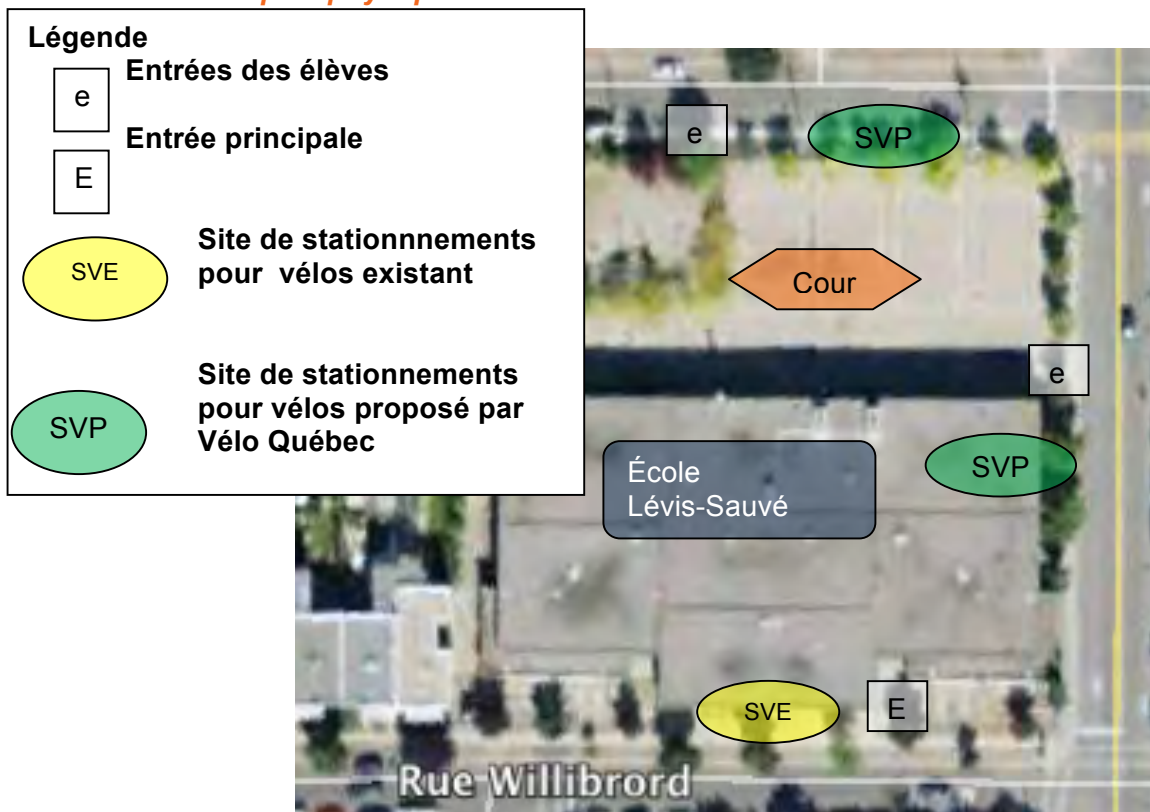 Légende
e
Entrées des élèves
E
Entrée principale
SVE
Site de stationnnements
pour vélos existant
SVP
Site de stationnements
pour vélos proposé par
Vélo Québec
e
SVP
Cour
e
SVP
École
Lévis-Sauvé
SVE
E
Rue Willibrord